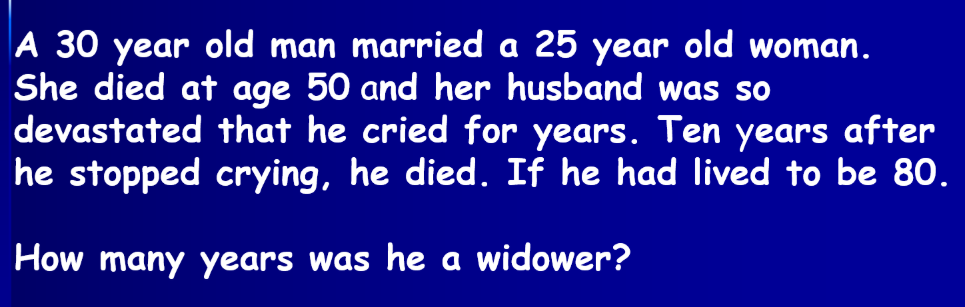 A 30 year old man married a 25 year old woman.
She died at age 50 and her husband was so
devastated that he cried for years. Ten years after
he stopped crying, he died. If he had lived to be 80.
How many years was he a widower?